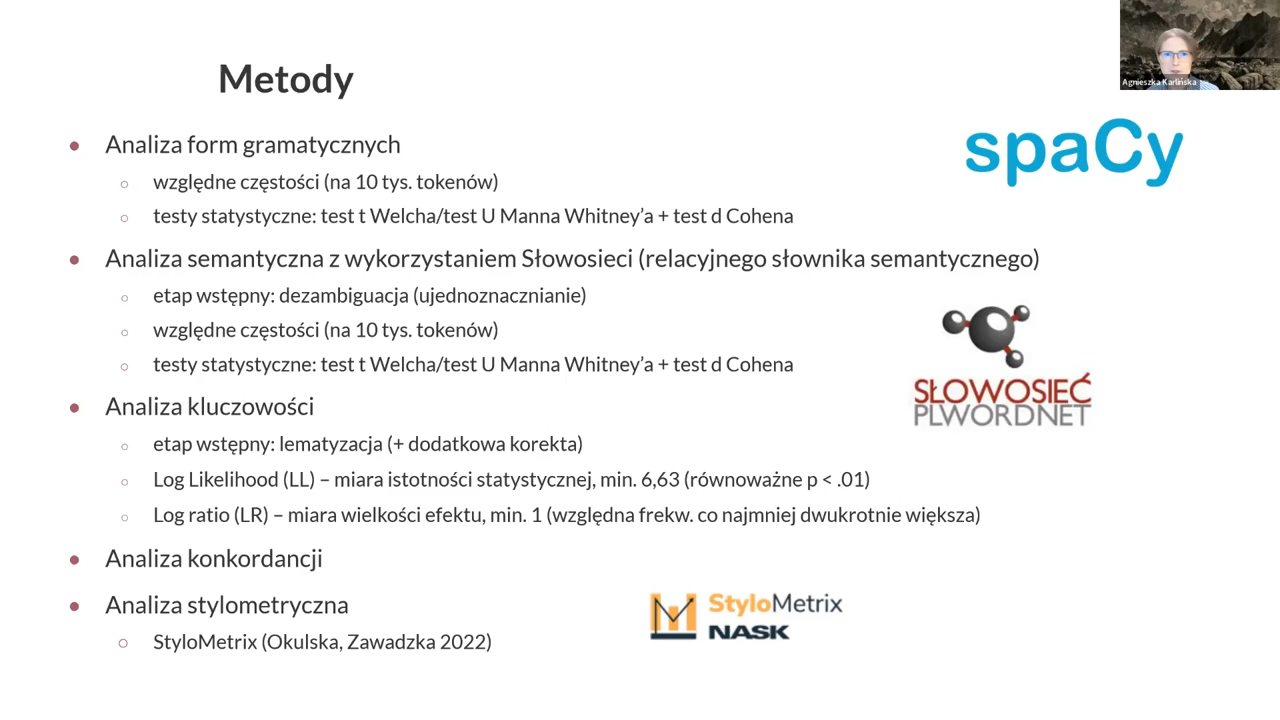 Metody
Agnieszka Karlińska
spaCy
• Analiza form gramatycznych
○ względne częstości (na 10 tys. tokenów)
○ testy statystyczne: test t Welcha/test U Manna Whitney’a + test d Cohena
• Analiza semantyczna z wykorzystaniem Słowosieci (relacyjnego słownika semantycznego)
○ etap wstępny: dezambiguacja (ujednoznacznianie)
○ względne częstości (na 10 tys. tokenów)
○ testy statystyczne: test t Welcha/test U Manna Whitney’a + test d Cohena
SŁOWOSIEĆ
PLWORDNET
• Analiza kluczowości
○ etap wstępny: lematyzacja (+ dodatkowa korekta)
○ Log Likelihood (LL) – miara istotności statystycznej, min. 6,63 (równoważne p < .01)
○ Log ratio (LR) – miara wielkości efektu, min. 1 (względna frekw. co najmniej dwukrotnie większa)
• Analiza konkordancji
• Analiza stylometryczna
○ StyloMetrix (Okulska, Zawadzka 2022)
StyloMetrix
NASK